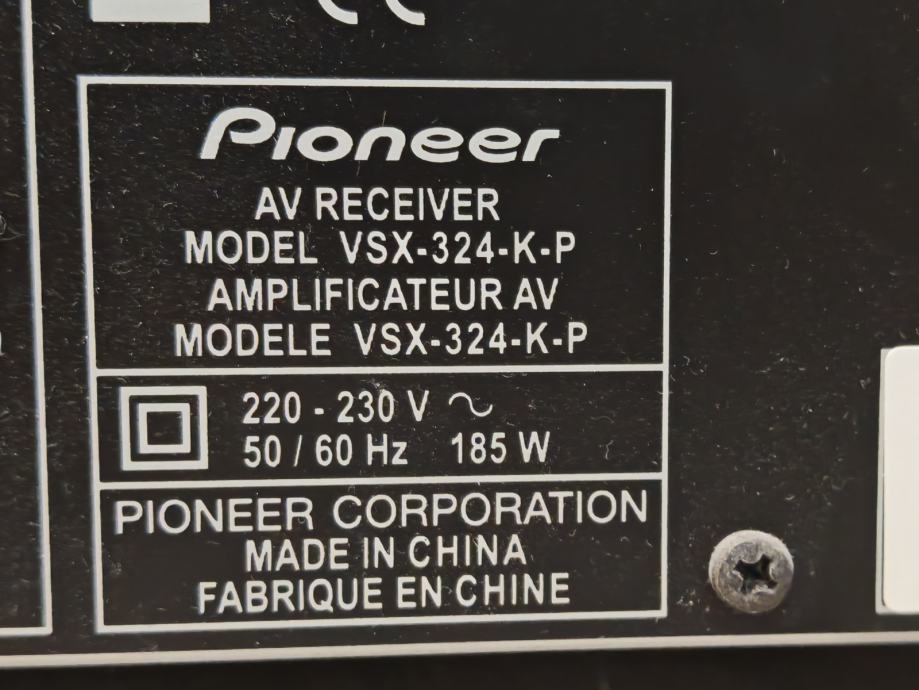 Pioneer
AV RECEIVER
MODEL VSX-324-K-P
AMPLIFICATEUR AV
MODELE VSX-324-K-P
220 - 230 V ~
50 / 60 Hz 185 W
PIONEER CORPORATION
MADE IN CHINA
FABRIQUE EN CHINE